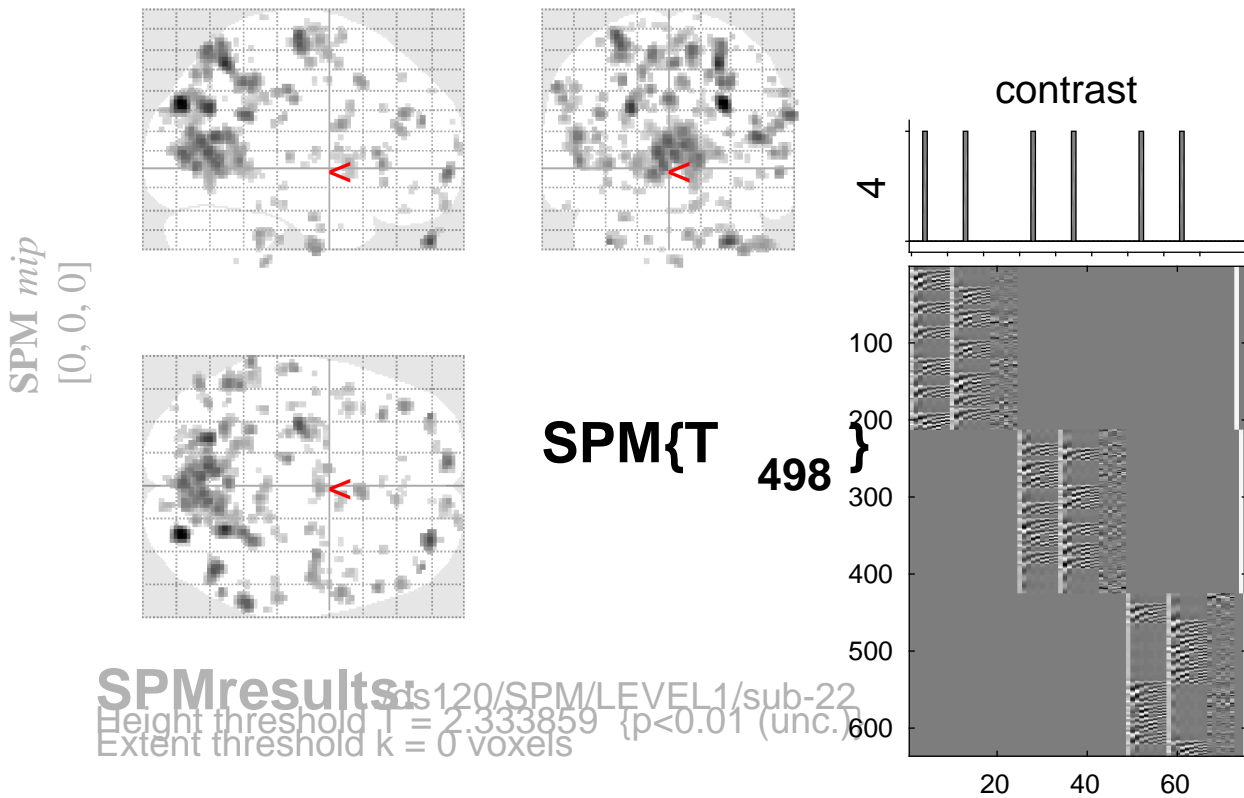 SPM mip
[0, 0, 0]
<
<
<
SPM{T498}
contrast
4
100
200
300
400
500
600
20
40
60
SPMresults: /ds120/SPM/LEVEL1/sub-22
Height threshold T = 2.333859 {p<0.01 (unc.)}
Extent threshold k = 0 voxels